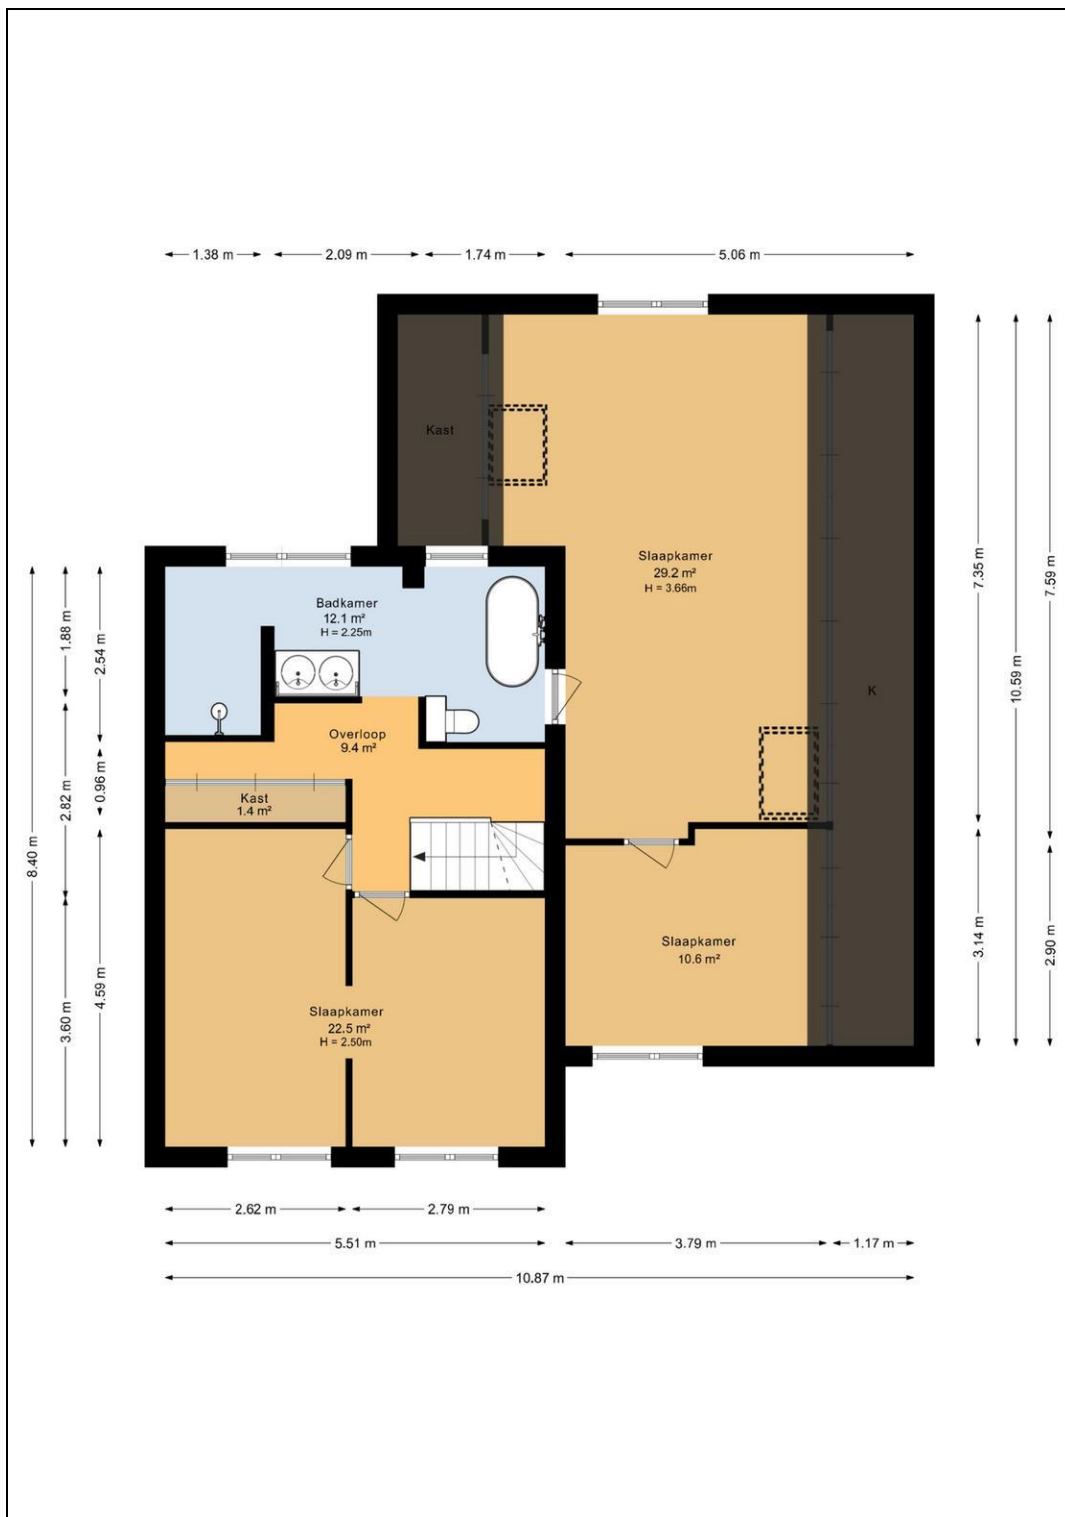 1.38 m
2.09 m
1.74 m
5.06 m
Kast
Slaapkamer
29.2 m²
H = 3.66m
Badkamer
12.1 m²
H = 2.25m
K
Overloop
9.4 m²
Kast
1.4 m²
Slaapkamer
10.6 m²
Slaapkamer
22.5 m²
H = 2.50m
8.40 m
1.88 m
2.82 m
3.60 m
2.54 m
0.96 m
4.59 m
7.35 m
3.14 m
10.59 m
7.59 m
2.90 m
2.62 m
2.79 m
5.51 m
3.79 m
1.17 m
10.87 m